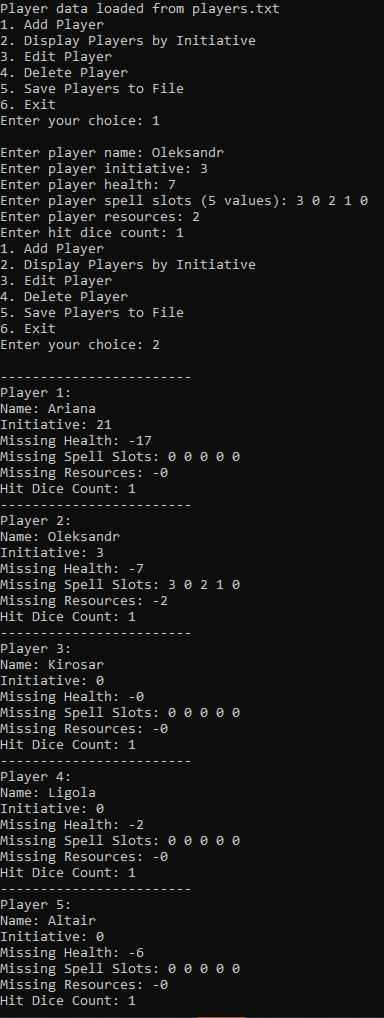 Player data loaded from players.txt
1. Add Player
2. Display Players by Initiative
3. Edit Player
4. Delete Player
5. Save Players to File
6. Exit
Enter your choice: 1
Enter player name: Oleksandr
Enter player initiative: 3
Enter player health: 7
Enter player spell slots (5 values): 3 0 2 1 0
Enter player resources: 2
Enter hit dice count: 1
1. Add Player
2. Display Players by Initiative
3. Edit Player
4. Delete Player
5. Save Players to File
6. Exit
Enter your choice: 2
------------------------
Player 1:
Name: Ariana
Initiative: 21
Missing Health: -17
Missing Spell Slots: 0 0 0 0 0
Missing Resources: -0
Hit Dice Count: 1
------------------------
Player 2:
Name: Oleksandr
Initiative: 3
Missing Health: -7
Missing Spell Slots: 3 0 2 1 0
Missing Resources: -2
Hit Dice Count: 1
------------------------
Player 3:
Name: Kirosar
Initiative: 0
Missing Health: -0
Missing Spell Slots: 0 0 0 0 0
Missing Resources: -0
Hit Dice Count: 1
------------------------
Player 4:
Name: Ligola
Initiative: 0
Missing Health: -2
Missing Spell Slots: 0 0 0 0 0
Missing Resources: -0
Hit Dice Count: 1
------------------------
Player 5:
Name: Altair
Initiative: 0
Missing Health: -6
Missing Spell Slots: 0 0 0 0 0
Missing Resources: -0
Hit Dice Count: 1